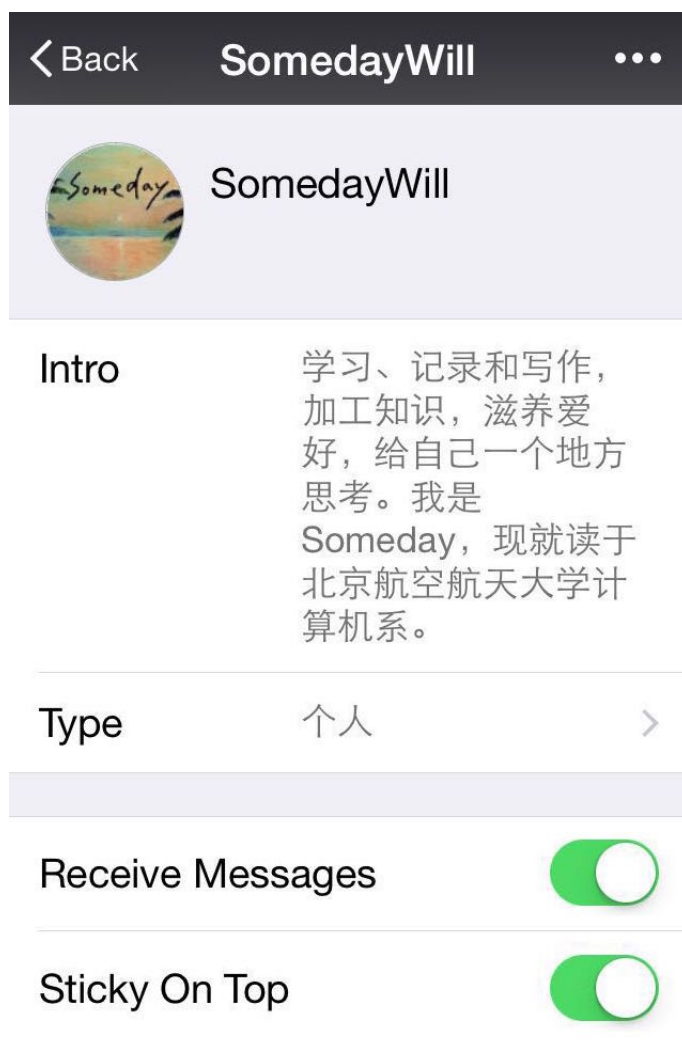 Back SomedayWill
Someday
SomedayWill
Intro 学习、记录和写作，
加工知识，滋养爱
好，给自己一个地方
思考。我是
Someday，现就读于
北京航空航天大学计
算机系。
Type 个人
Receive Messages
Sticky On Top